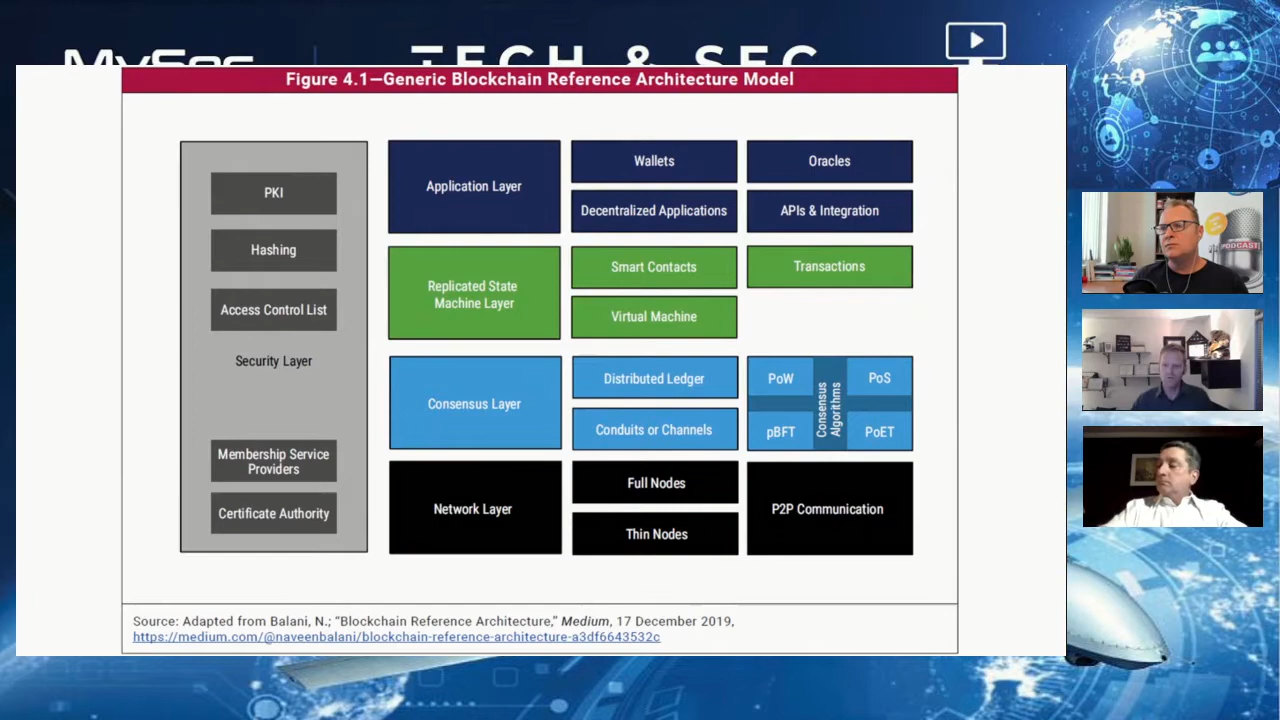 MySec
TECH & SEC
Figure 4.1—Generic Blockchain Reference Architecture Model
PKI
Hashing
Access Control List
Security Layer
Membership Service
Providers
Certificate Authority
Application Layer
Wallets
Oracles
Decentralized Applications
APIs & Integration
Replicated State
Machine Layer
Smart Contacts
Transactions
Virtual Machine
Consensus Layer
Distributed Ledger
Conduits or Channels
PoW
PoS
Consensus
Algorithms
pBFT
PoET
Network Layer
Full Nodes
Thin Nodes
P2P Communication
Source: Adapted from Balani, N.; “Blockchain Reference Architecture,” Medium, 17 December 2019,
https://medium.com/@naveenbalani/blockchain-reference-architecture-a3df6643532c
PODCAST